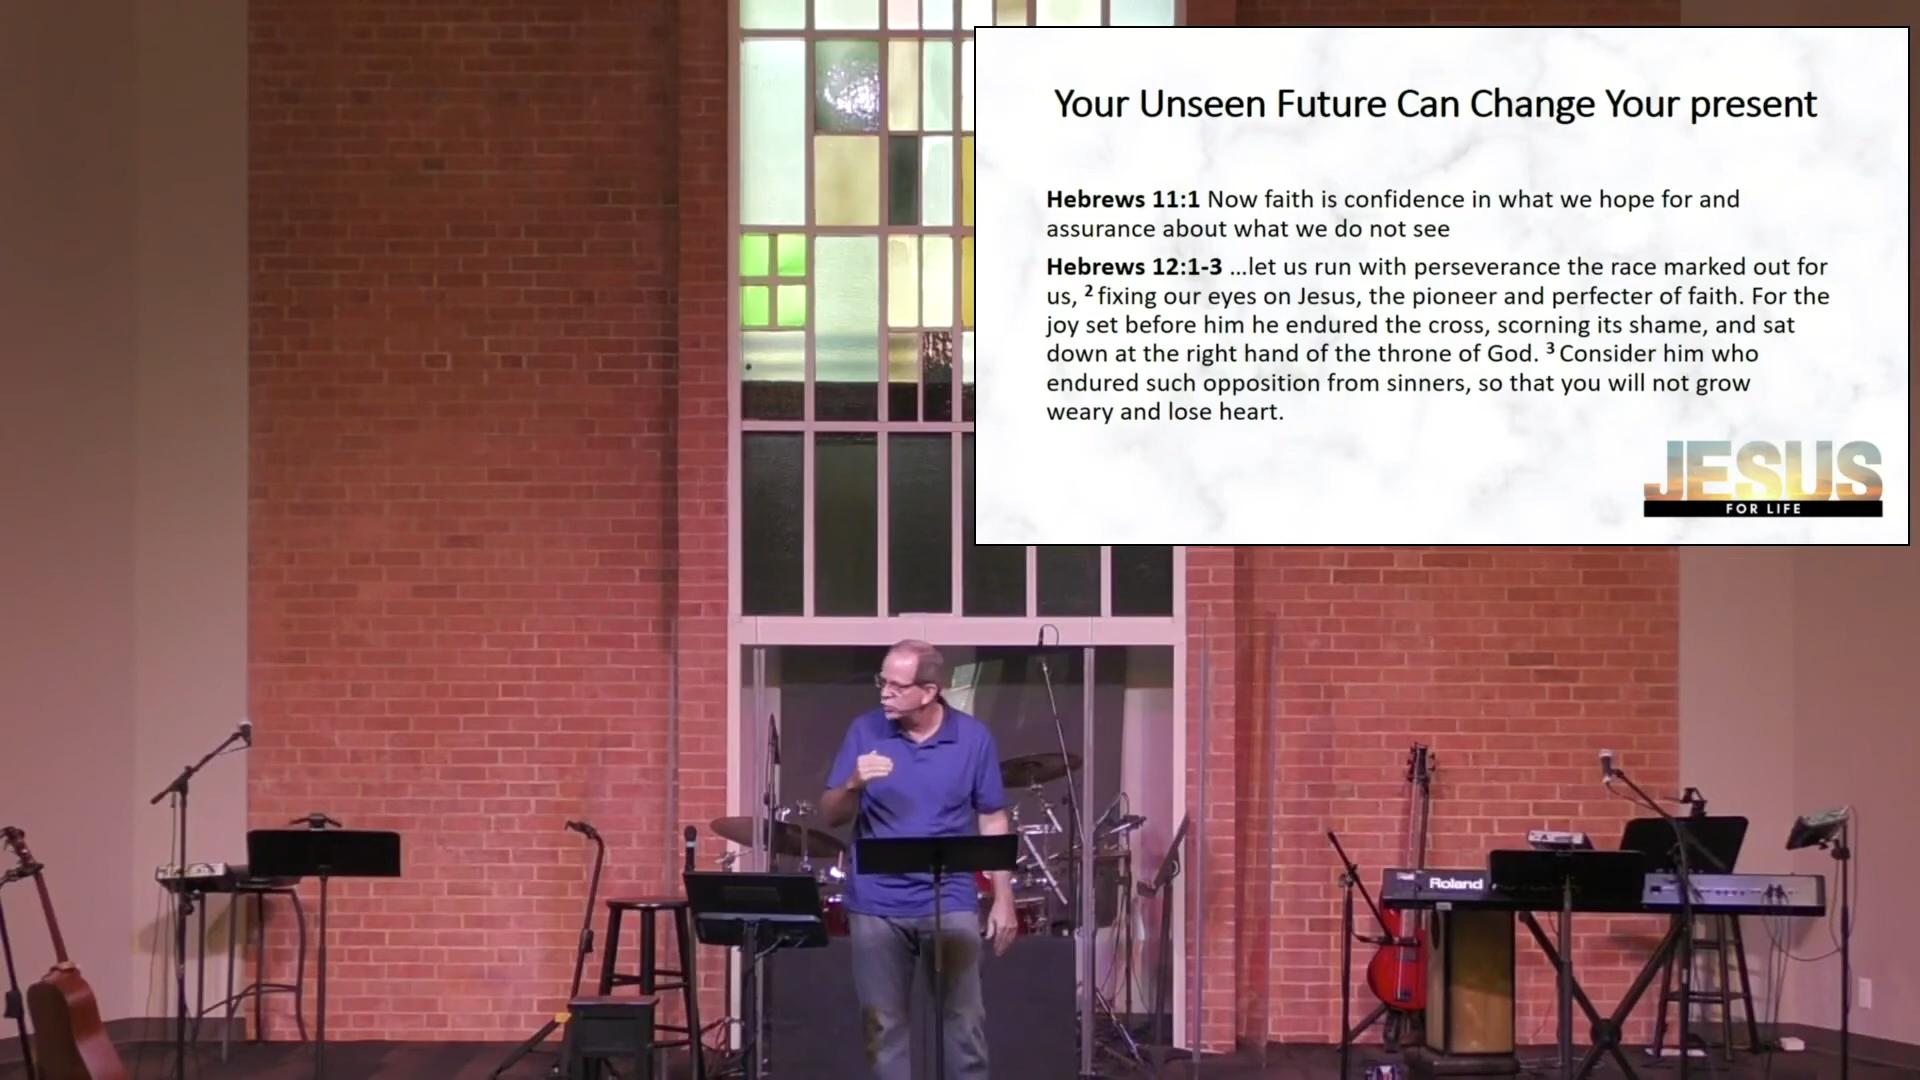 Your Unseen Future Can Change Your present
Hebrews 11:1 Now faith is confidence in what we hope for and
assurance about what we do not see
Hebrews 12:1-3 ...let us run with perseverance the race marked out for
us, ² fixing our eyes on Jesus, the pioneer and perfecter of faith. For the
joy set before him he endured the cross, scorning its shame, and sat
down at the right hand of the throne of God. ³ Consider him who
endured such opposition from sinners, so that you will not grow
weary and lose heart.
JESUS
FOR LIFE
Roland